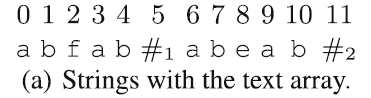 0 1 2 3 4 5 6 7 8 9 10 11
a b f a b #₁ a b e a b #₂
(a) Strings with the text array.